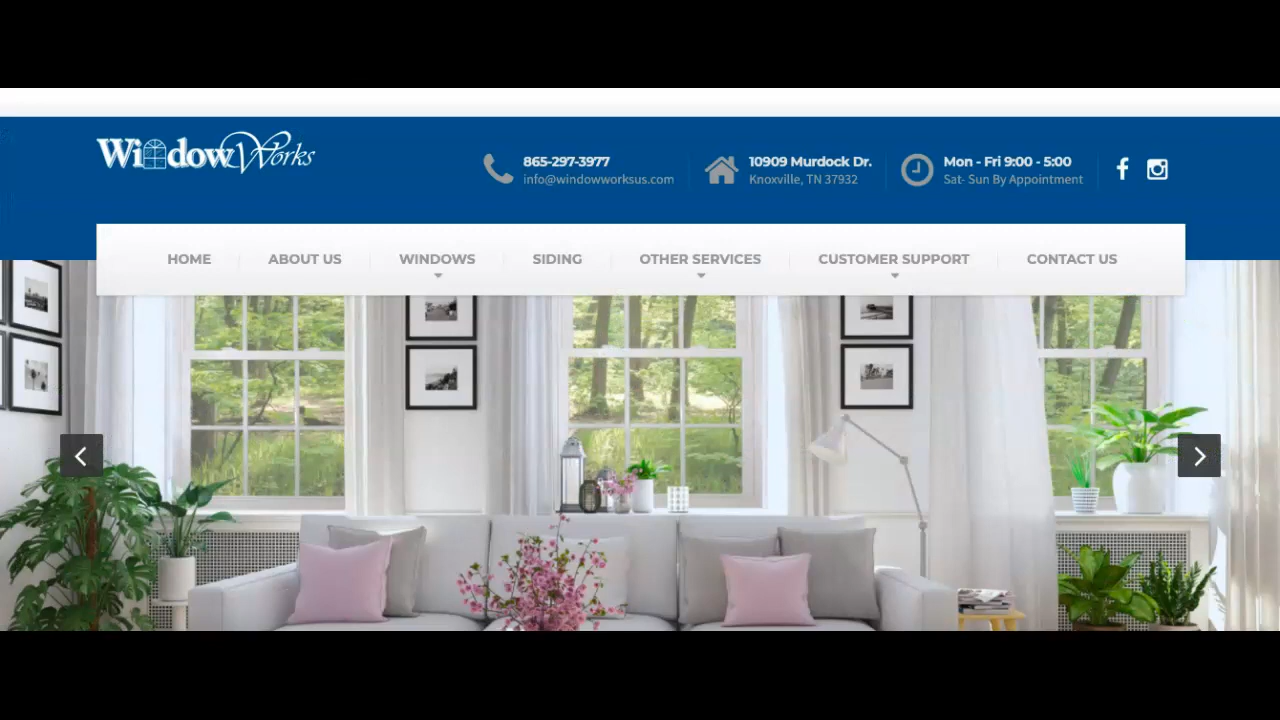 WindowWorks
865-297-3977
info@windowworksus.com
10909 Murdock Dr.
Knoxville, TN 37932
Mon - Fri 9:00 - 5:00
Sat- Sun By Appointment
HOME
ABOUT US
WINDOWS
SIDING
OTHER SERVICES
CUSTOMER SUPPORT
CONTACT US